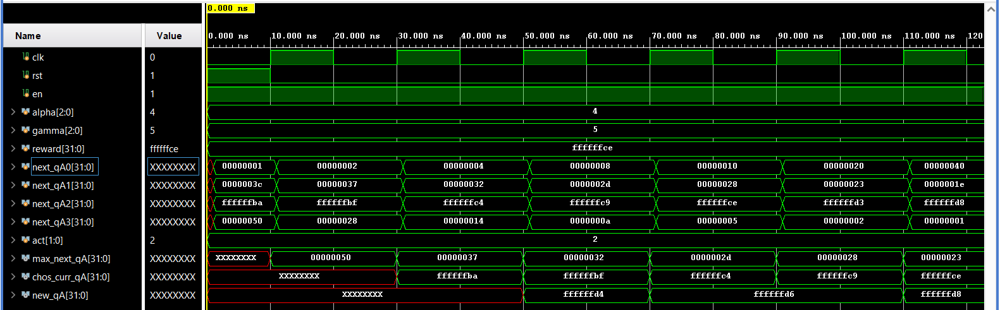 0.000 ns
Name Value 0.000 ns 10.000 ns 20.000 ns 30.000 ns 40.000 ns 50.000 ns 60.000 ns 70.000 ns 80.000 ns 90.000 ns 100.000 ns 110.000 ns 120
clk 0
rst 1
en 1
alpha[2:0] 4 4
gamma[2:0] 5 5
reward[31:0] ffffffce ffffffce
next_qA0[31:0] XXXXXXXX 00000001 00000002 00000004 00000008 00000010 00000020 00000040
next_qA1[31:0] XXXXXXXX 0000003c 00000037 00000032 0000002d 00000028 00000023 0000001e
next_qA2[31:0] XXXXXXXX ffffffba ffffffbf ffffffc4 ffffffc9 ffffffce ffffffd3 ffffffd8
next_qA3[31:0] XXXXXXXX 00000050 00000028 00000014 0000000a 00000005 00000002 00000001
act[1:0] 2 2
max_next_qA[31:0] XXXXXXXX XXXXXXXX 00000050 00000037 00000032 0000002d 00000028 00000023
chos_curr_qA[31:0] XXXXXXXX XXXXXXXX ffffffba ffffffbf ffffffc4 ffffffc9 ffffffce
new_qA[31:0] XXXXXXXX XXXXXXXX ffffffd4 ffffffd6 ffffffd8